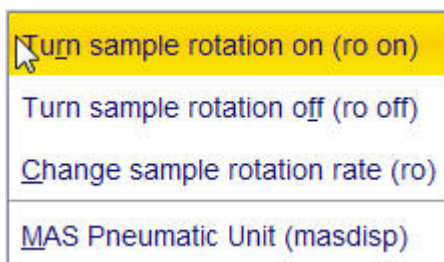 Turn sample rotation on (ro on)
Turn sample rotation off (ro off)
Change sample rotation rate (ro)
MAS Pneumatic Unit (masdisp)